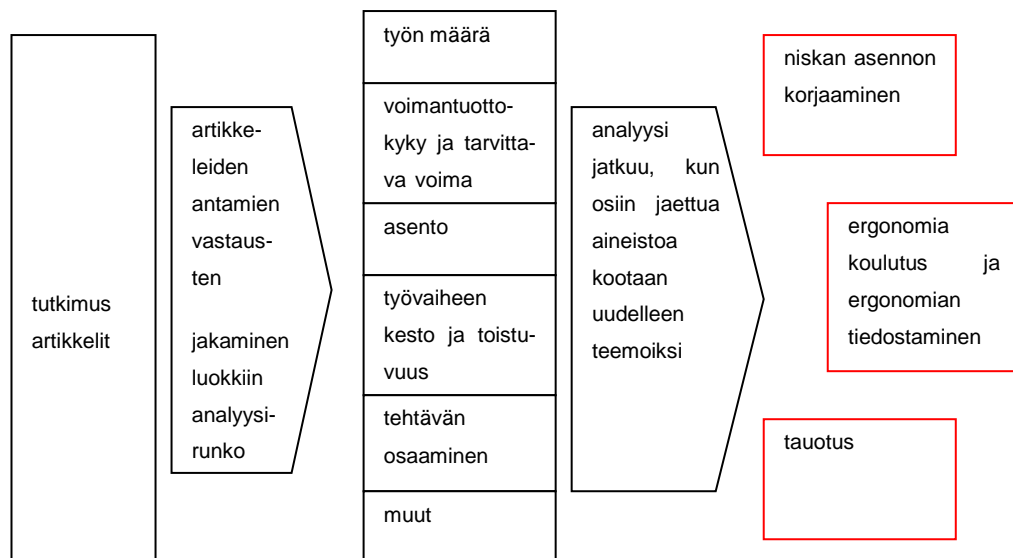 tutkimus
artikkelit
artikke-
leiden
antamien
vastaus-
ten
jakaminen
luokkiin
analyysi-
runko
työn määrä
voimantuotto-
kyky ja tarvitta-
va voima
asento
työvaiheen
kesto ja toistu-
vuus
tehtävän
osaaminen
muut
analyysi
jatkuu, kun
osiin jaettua
aineistoa
kootaan
uudelleen
teemoiksi
niskan asennon
korjaaminen
ergonomia
koulutus ja
ergonomian
tiedostaminen
tauotus